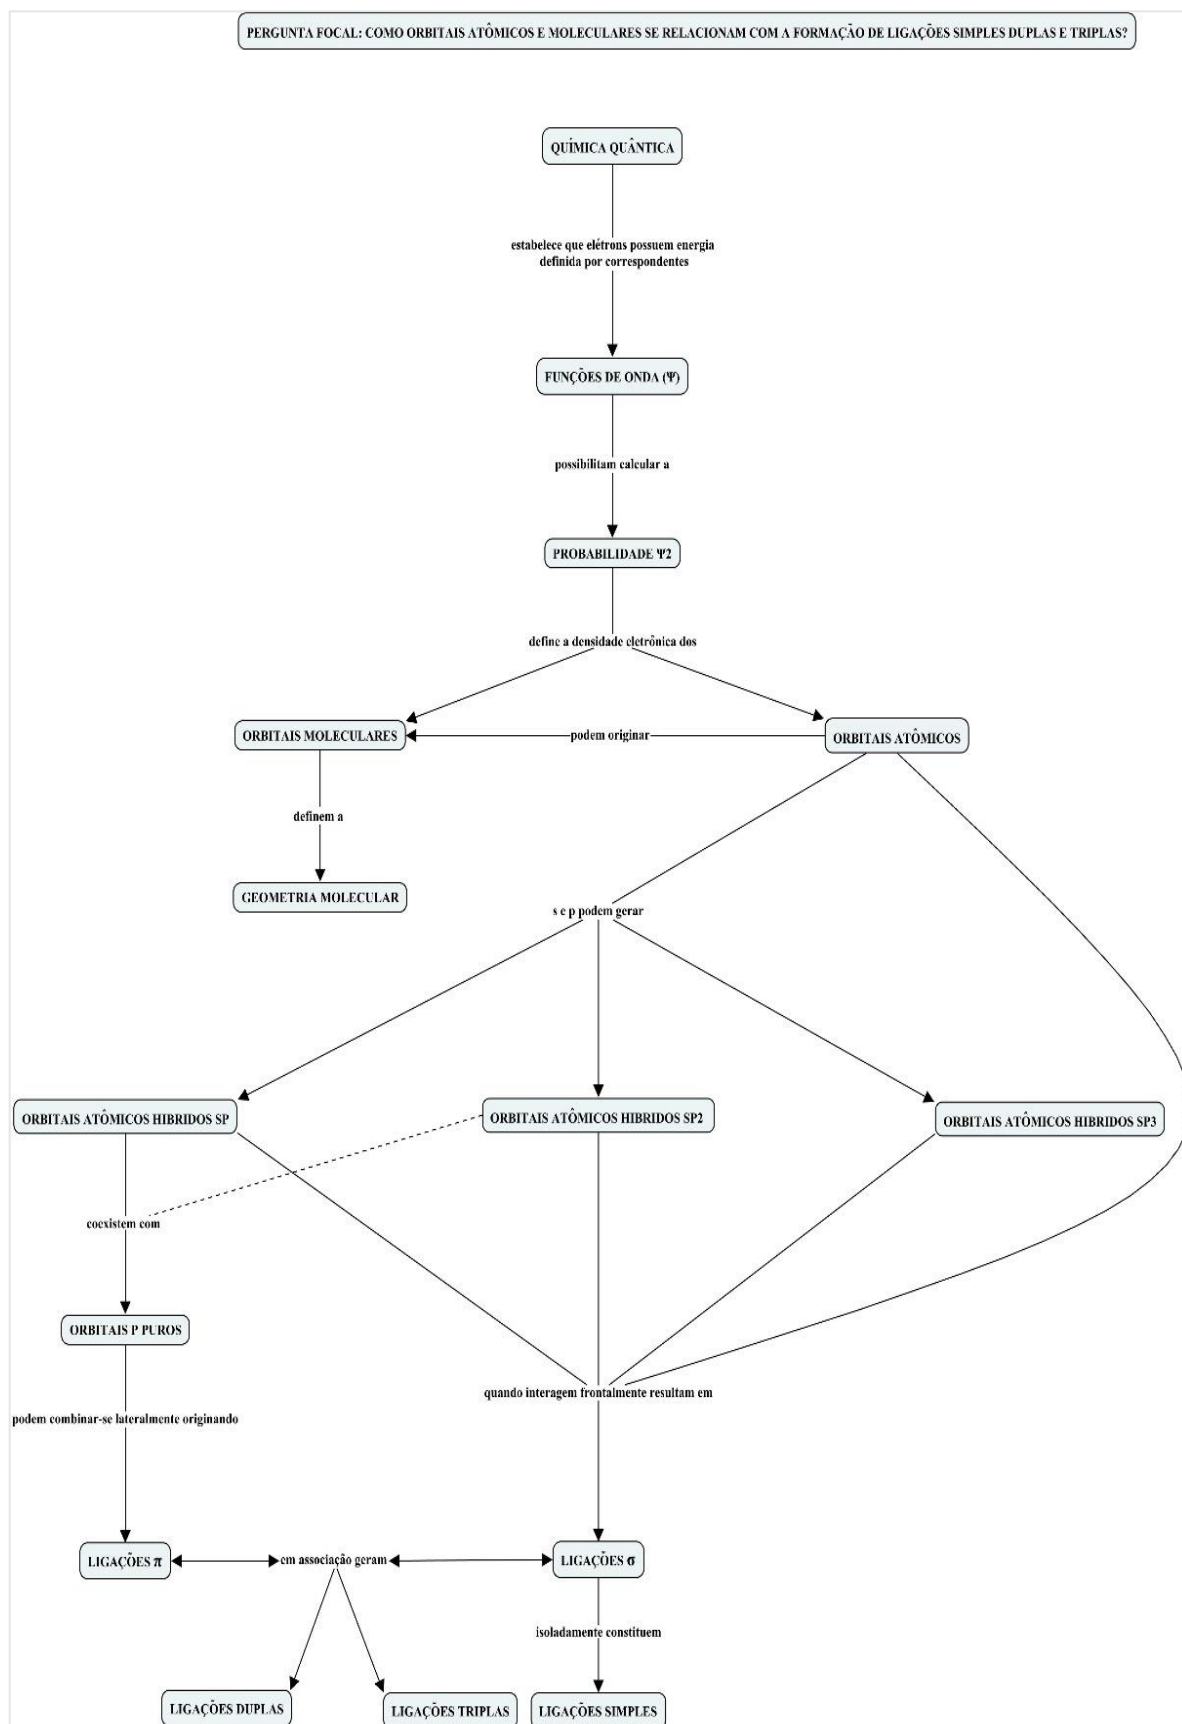 PERGUNTA FOCAL: COMO ORBITAIS ATÔMICOS E MOLECULARES SE RELACIONAM COM A FORMAÇÃO DE LIGAÇÕES SIMPLES DUPLAS E TRIPLAS?
QUÍMICA QUÂNTICA
estabelece que elétrons possuem energia
definida por correspondentes
FUNÇÕES DE ONDA (Ψ)
possibilitam calcular a
PROBABILIDADE Ψ2
define a densidade eletrônica dos
ORBITAIS MOLECULARES
podem originar
ORBITAIS ATÔMICOS
definem a
GEOMETRIA MOLECULAR
s e p podem gerar
ORBITAIS ATÔMICOS HIBRIDOS SP
ORBITAIS ATÔMICOS HIBRIDOS SP2
ORBITAIS ATÔMICOS HIBRIDOS SP3
coexistem com
ORBITAIS P PUROS
quando interagem frontalmente resultam em
podem combinar-se lateralmente originando
LIGAÇÕES π
em associação geram
LIGAÇÕES σ
isoladamente constituem
LIGAÇÕES DUPLAS
LIGAÇÕES TRIPLAS
LIGAÇÕES SIMPLES